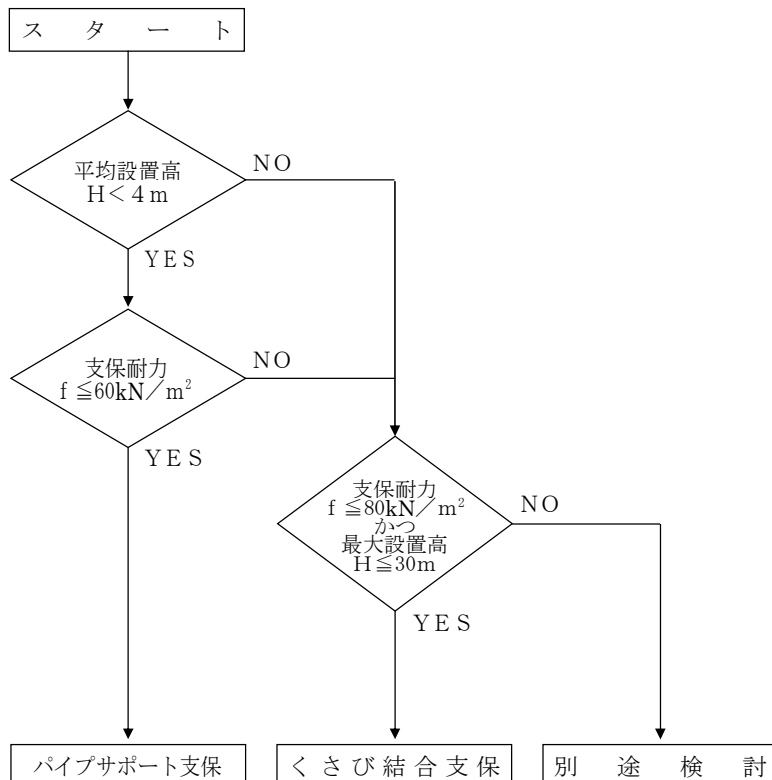 スタート
平均設置高
H<4m
NO
YES
支保耐力
f≦60kN/m²
NO
YES
支保耐力
f≦80kN/m²
かつ
最大設置高
H≦30m
NO
YES
パイプサポート支保
くさび結合支保
別途検討